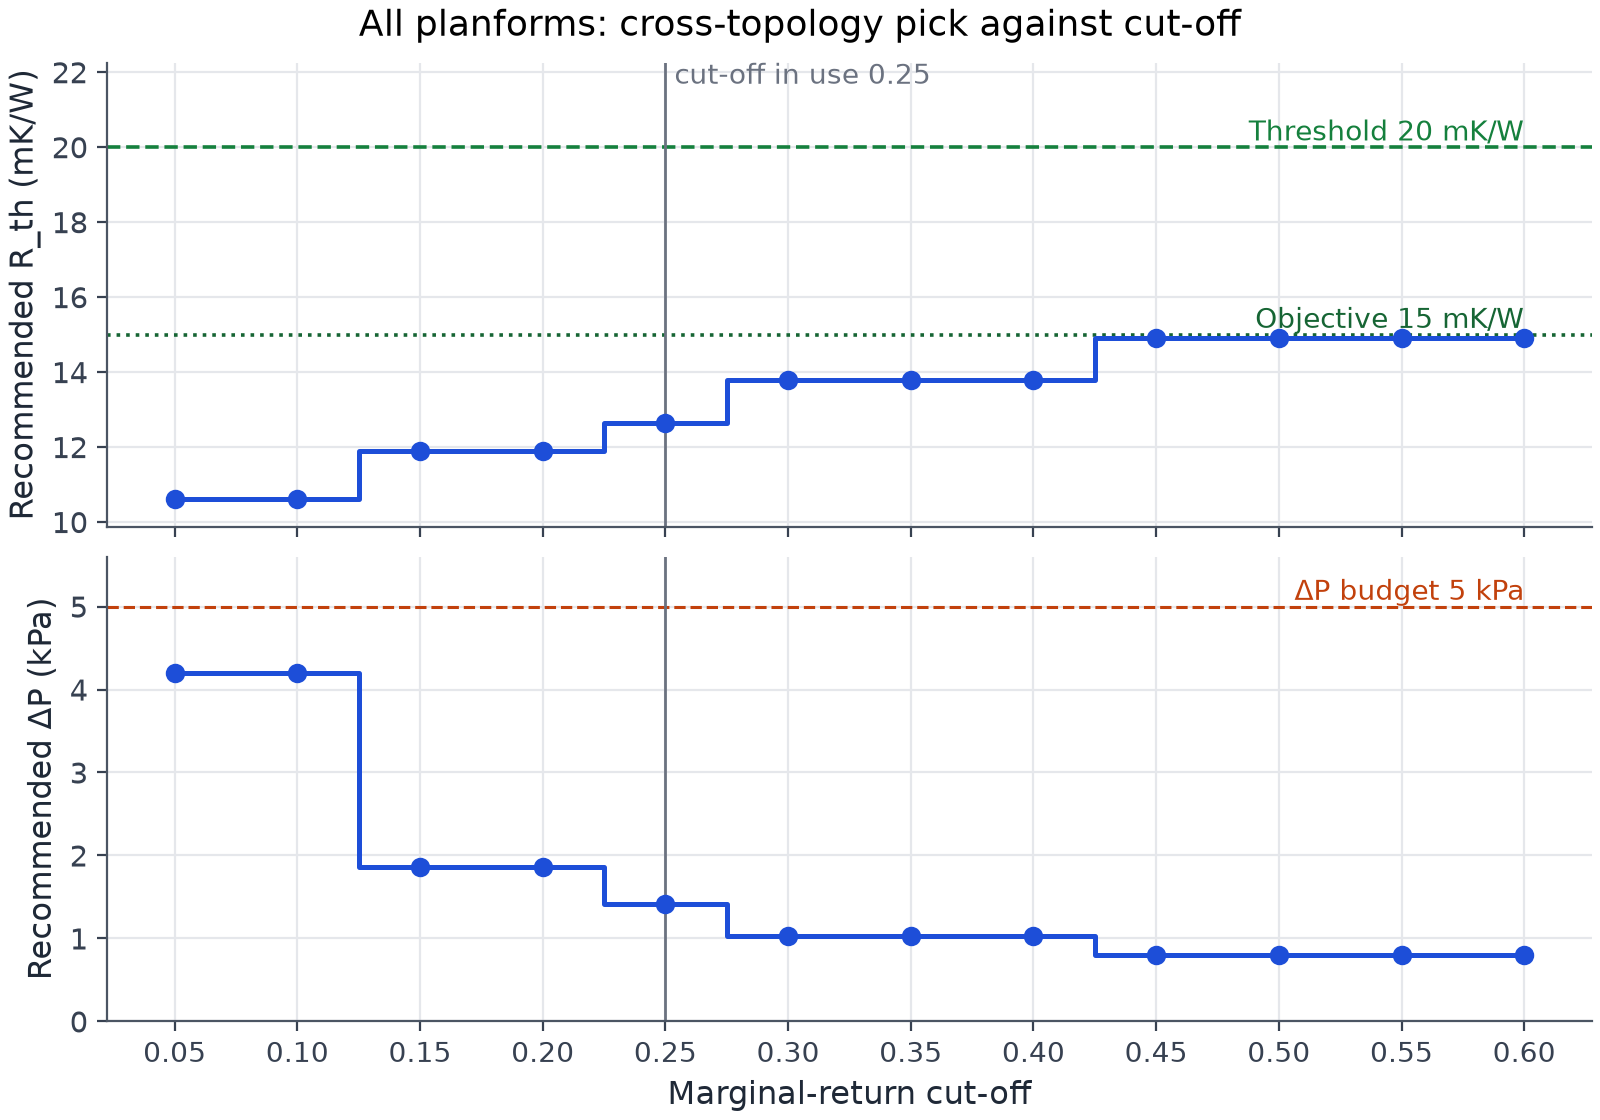 All planforms: cross-topology pick against cut-off
Recommended R_th (mK/W)
22
20
18
16
14
12
10
cut-off in use 0.25
Threshold 20 mK/W
Objective 15 mK/W
Recommended ΔP (kPa)
5
4
3
2
1
0
ΔP budget 5 kPa
0.05 0.10 0.15 0.20 0.25 0.30 0.35 0.40 0.45 0.50 0.55 0.60
Marginal-return cut-off